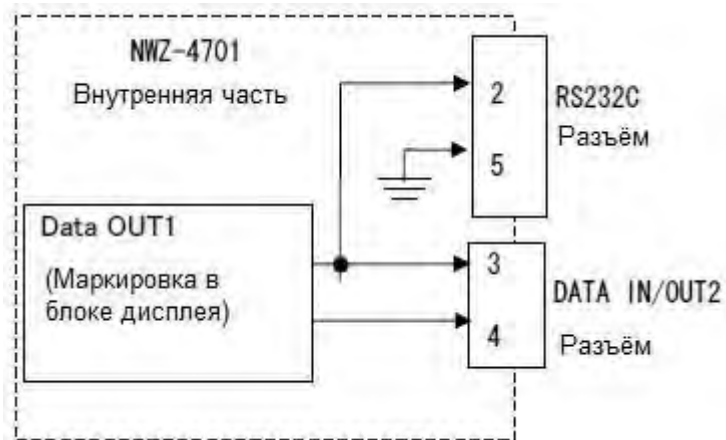 NWZ-4701
Внутренняя часть
2
RS232C
Разъём
5
Data OUT1
(Маркировка в
блоке дисплея)
3
DATA IN/OUT2
4
Разъём